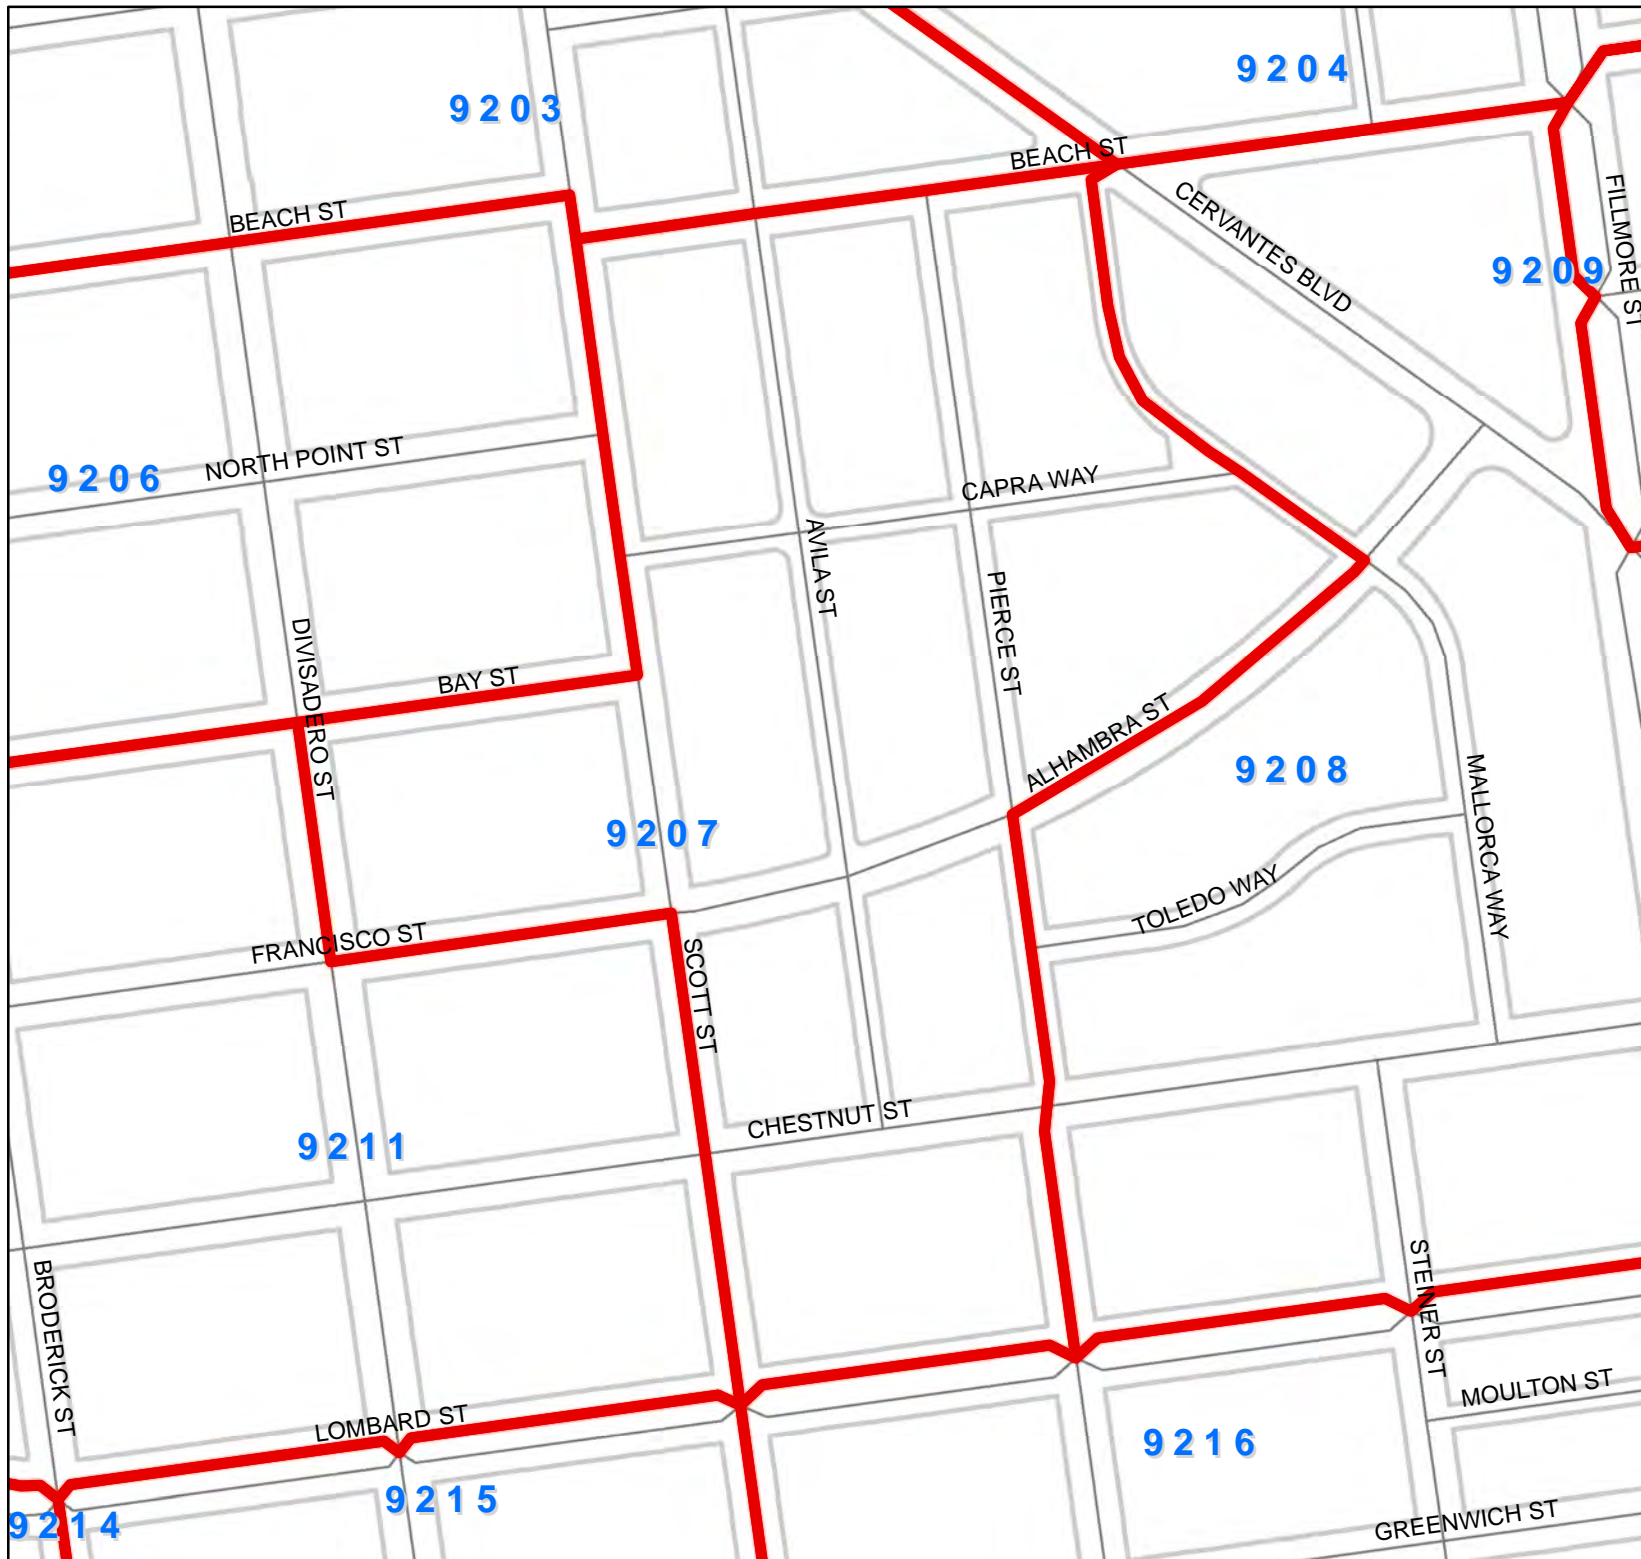 9204
9203
BEACH ST
BEACH ST
CERVANTES BLVD
FILLMORE ST
9209
NORTH POINT ST
9206
CAPRA WAY
AVILA ST
PIERCE ST
DIVISADERO ST
BAY ST
ALHAMBRA ST
9208
MALLORCA WAY
9207
TOLEDO WAY
FRANCISCO ST
SCOTT ST
CHESTNUT ST
9211
BRODERICK ST
STEINER ST
MOULTON ST
LOMBARD ST
9216
9215
9214
GREENWICH ST